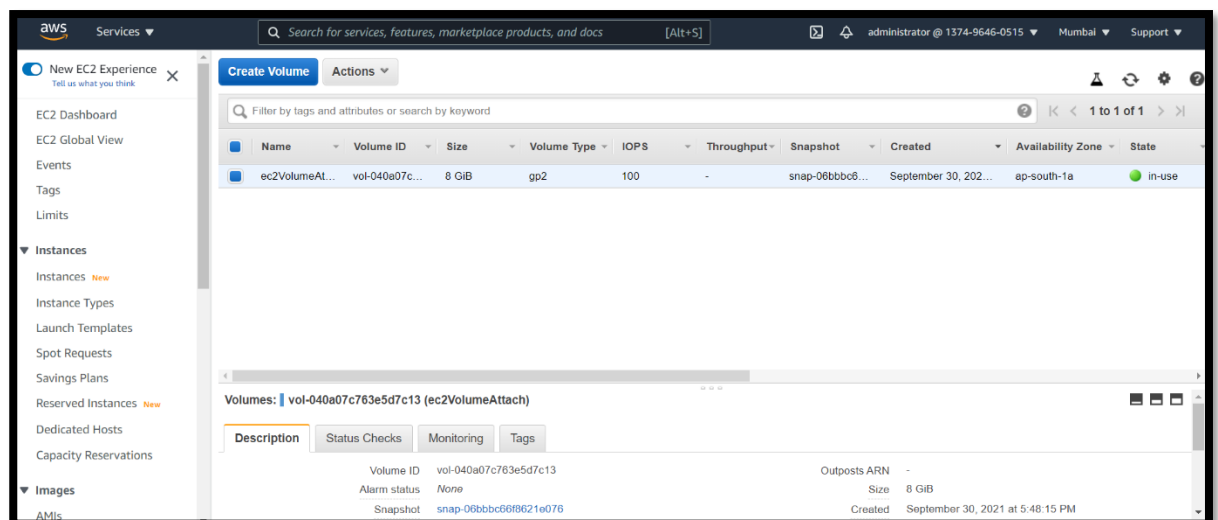 aws Services ▼ Search for services, features, marketplace products, and docs [Alt+S] administrator @ 1374-9646-0515 ▼ Mumbai ▼ Support ▼
New EC2 Experience
Tell us what you think
EC2 Dashboard
EC2 Global View
Events
Tags
Limits
Instances
Instances New
Instance Types
Launch Templates
Spot Requests
Savings Plans
Reserved Instances New
Dedicated Hosts
Capacity Reservations
Images
AMIs
Create Volume Actions
Filter by tags and attributes or search by keyword 1 to 1 of 1
Name Volume ID Size Volume Type IOPS Throughput Snapshot Created Availability Zone State
ec2VolumeAt... vol-040a07c... 8 GiB gp2 100 - snap-06bbbc6... September 30, 202... ap-south-1a in-use
Volumes: vol-040a07c763e5d7c13 (ec2VolumeAttach)
Description Status Checks Monitoring Tags
Volume ID vol-040a07c763e5d7c13 Outposts ARN -
Alarm status None Size 8 GiB
Snapshot snap-06bbbc66f8621e076 Created September 30, 2021 at 5:48:15 PM